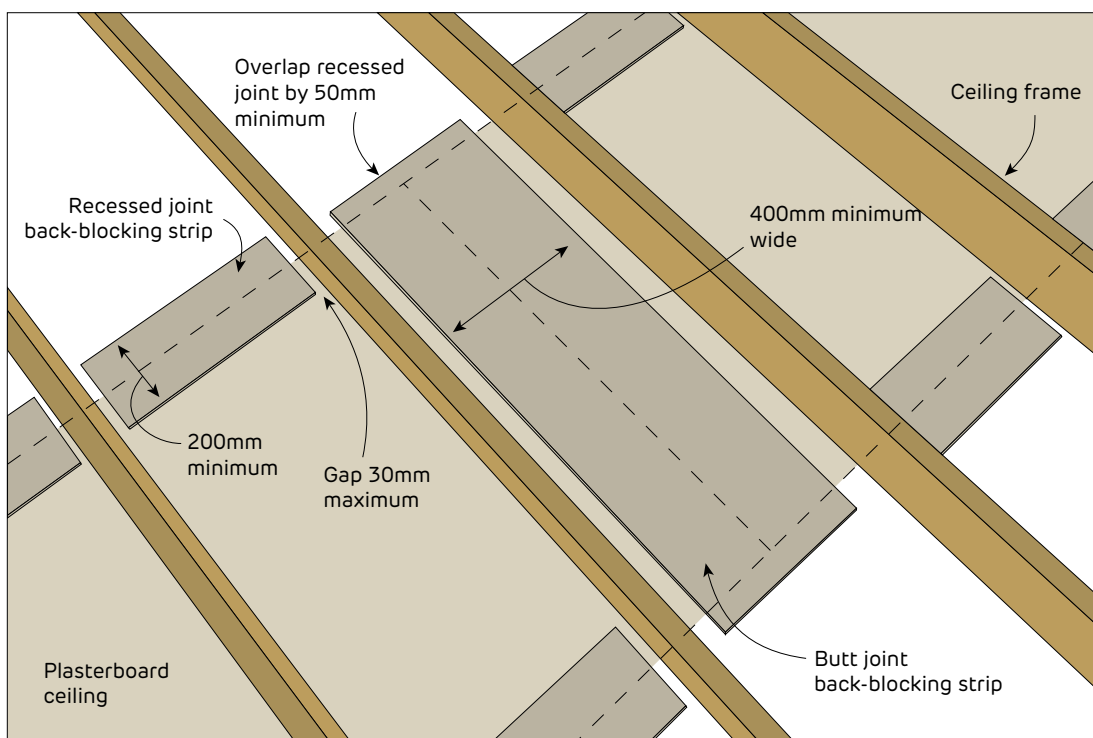 Overlap recessed
joint by 50mm
minimum
Ceiling frame
Recessed joint
back-blocking strip
400mm minimum
wide
200mm
minimum
Gap 30mm
maximum
Plasterboard
ceiling
Butt joint
back-blocking strip